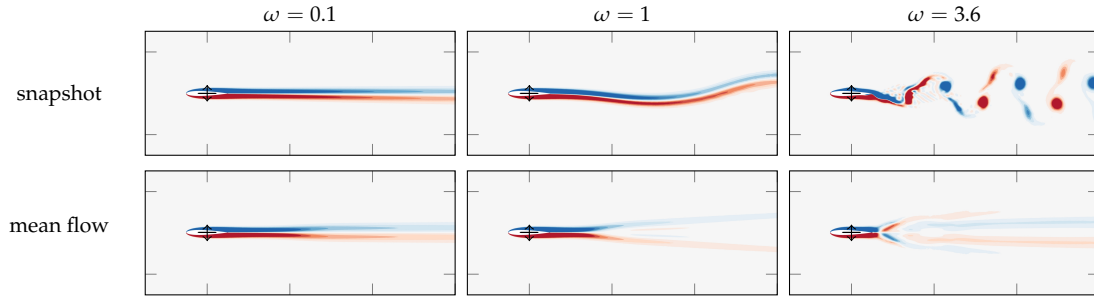 ω = 0.1
ω = 1
ω = 3.6
snapshot
mean flow